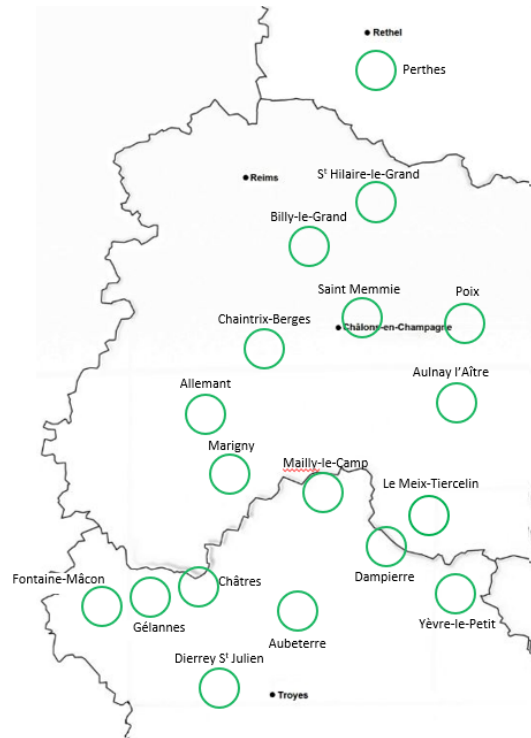 Rethel
Perthes
Sᵗ Hilaire-le-Grand
Reims
Billy-le-Grand
Saint Memmie
Poix
Chaintrix-Berges
Châlons-en-Champagne
Aulnay l'Aître
Allemant
Marigny
Mailly-le-Camp
Le Meix-Tiercelin
Dampierre
Fontaine-Mâcon
Châtres
Gélannes
Yèvre-le-Petit
Aubeterre
Dierrey Sᵗ Julien
Troyes